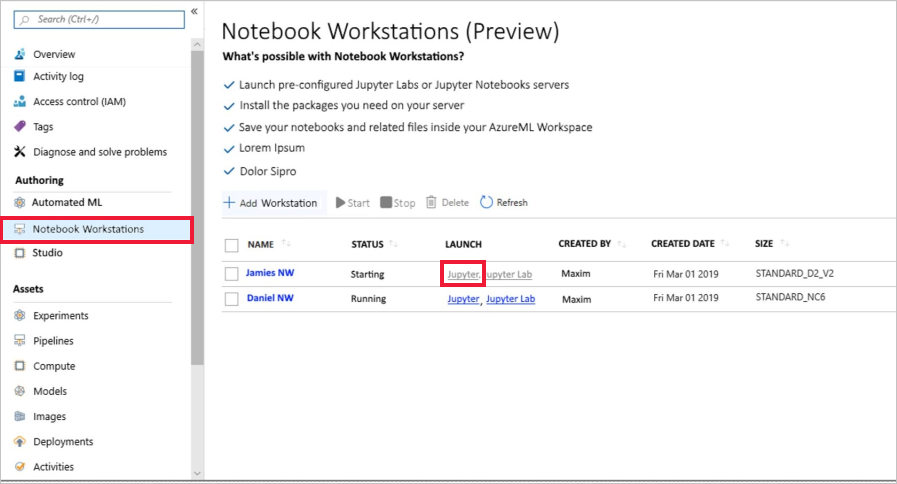 Search (Ctrl+/)
«
Overview
Activity log
Access control (IAM)
Tags
Diagnose and solve problems
Authoring
Automated ML
Notebook Workstations
Studio
Assets
Experiments
Pipelines
Compute
Models
Images
Deployments
Activities
Notebook Workstations (Preview)
What's possible with Notebook Workstations?
Launch pre-configured Jupyter Labs or Jupyter Notebooks servers
Install the packages you need on your server
Save your notebooks and related files inside your AzureML Workspace
Lorem Ipsum
Dolor Sipro
Add Workstation Start Stop Delete Refresh
NAME STATUS LAUNCH CREATED BY CREATED DATE SIZE
Jamies NW Starting Jupyter, Jupyter Lab Maxim Fri Mar 01 2019 STANDARD_D2_V2
Daniel NW Running Jupyter, Jupyter Lab Maxim Fri Mar 01 2019 STANDARD_NC6